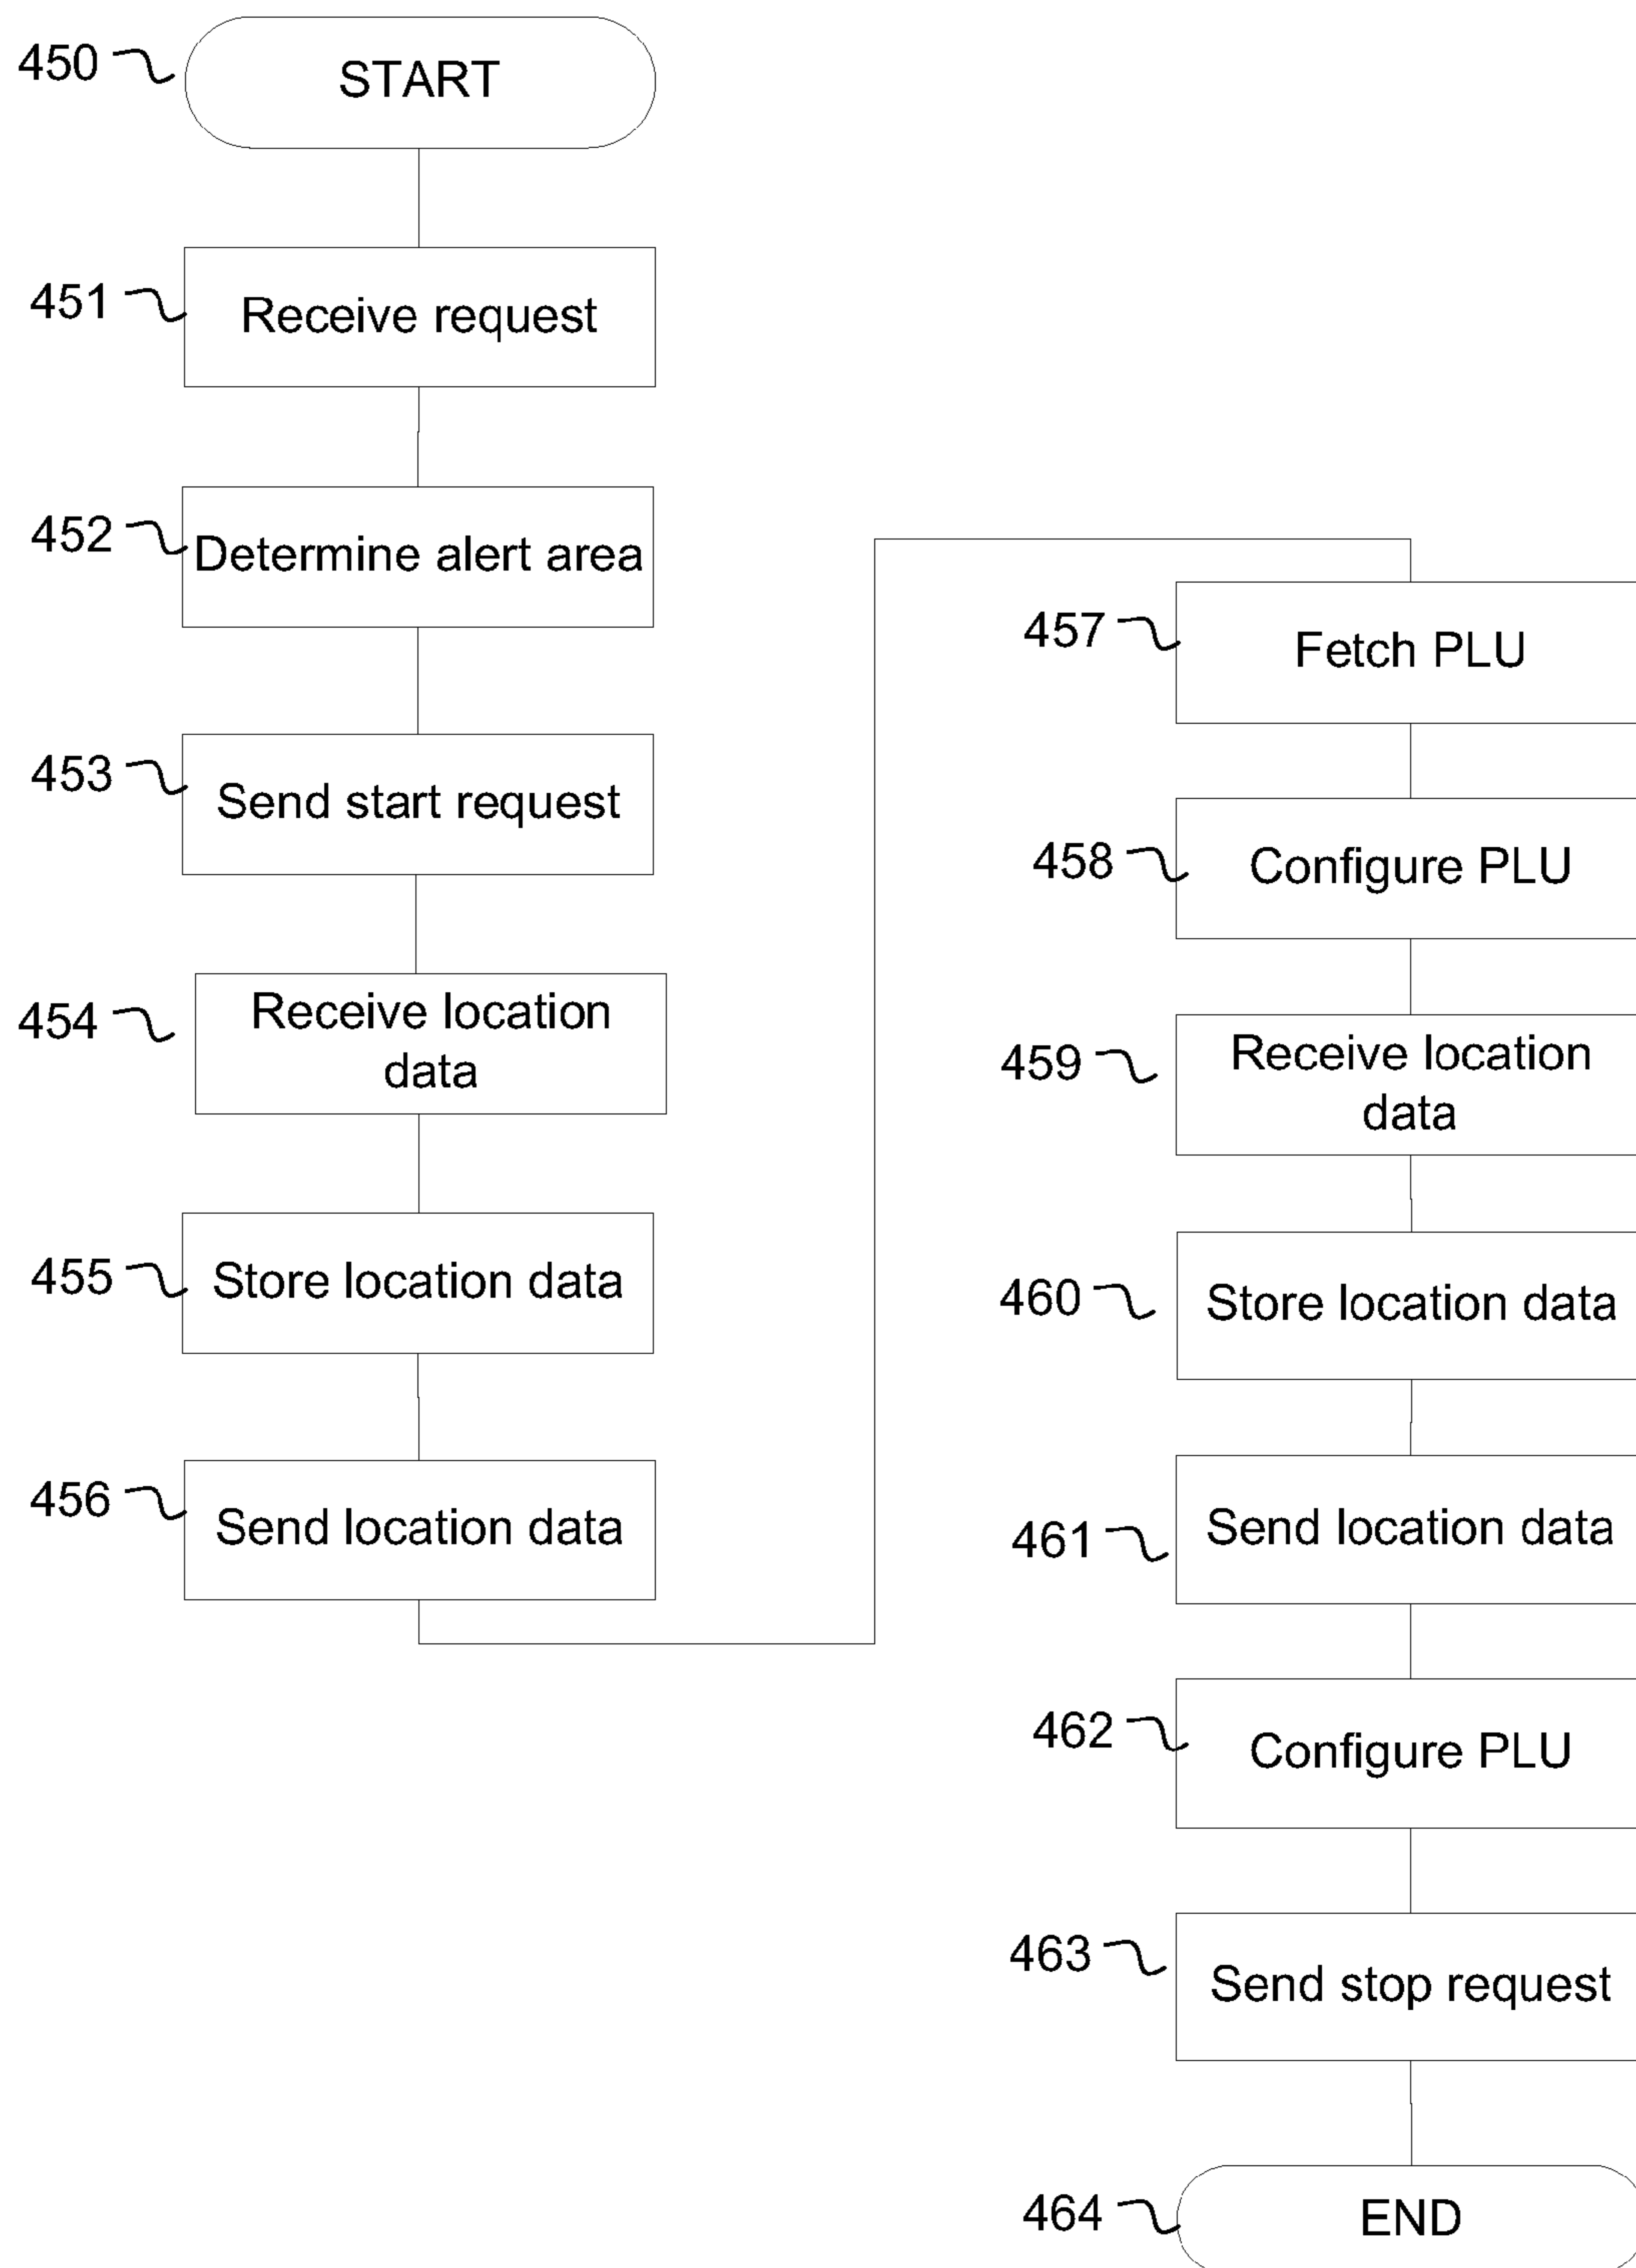 450
START
451
Receive request
452
Determine alert area
453
Send start request
454
Receive location
data
455
Store location data
456
Send location data
457
Fetch PLU
458
Configure PLU
459
Receive location
data
460
Store location data
461
Send location data
462
Configure PLU
463
Send stop request
464
END